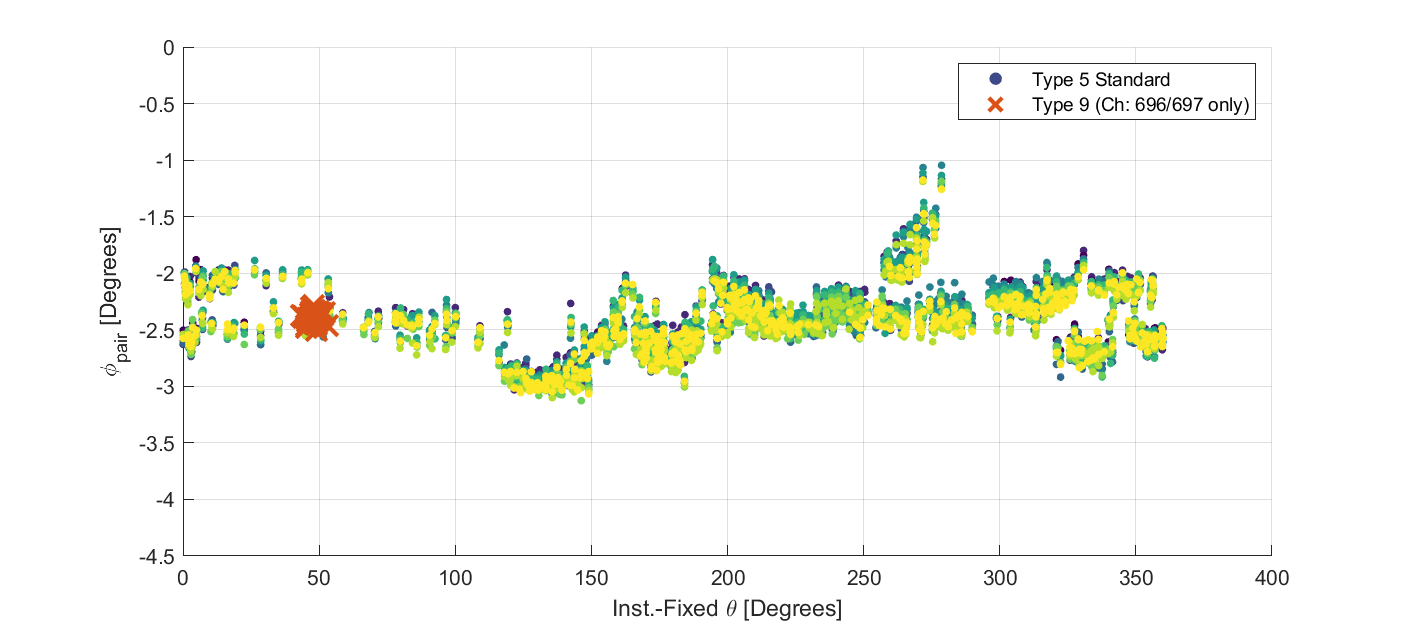 0
-0.5
-1
-1.5
-2
-2.5
-3
-3.5
-4
-4.5
ϕpair [Degrees]
Type 5 Standard
Type 9 (Ch: 696/697 only)
0 50 100 150 200 250 300 350 400
Inst.-Fixed θ [Degrees]